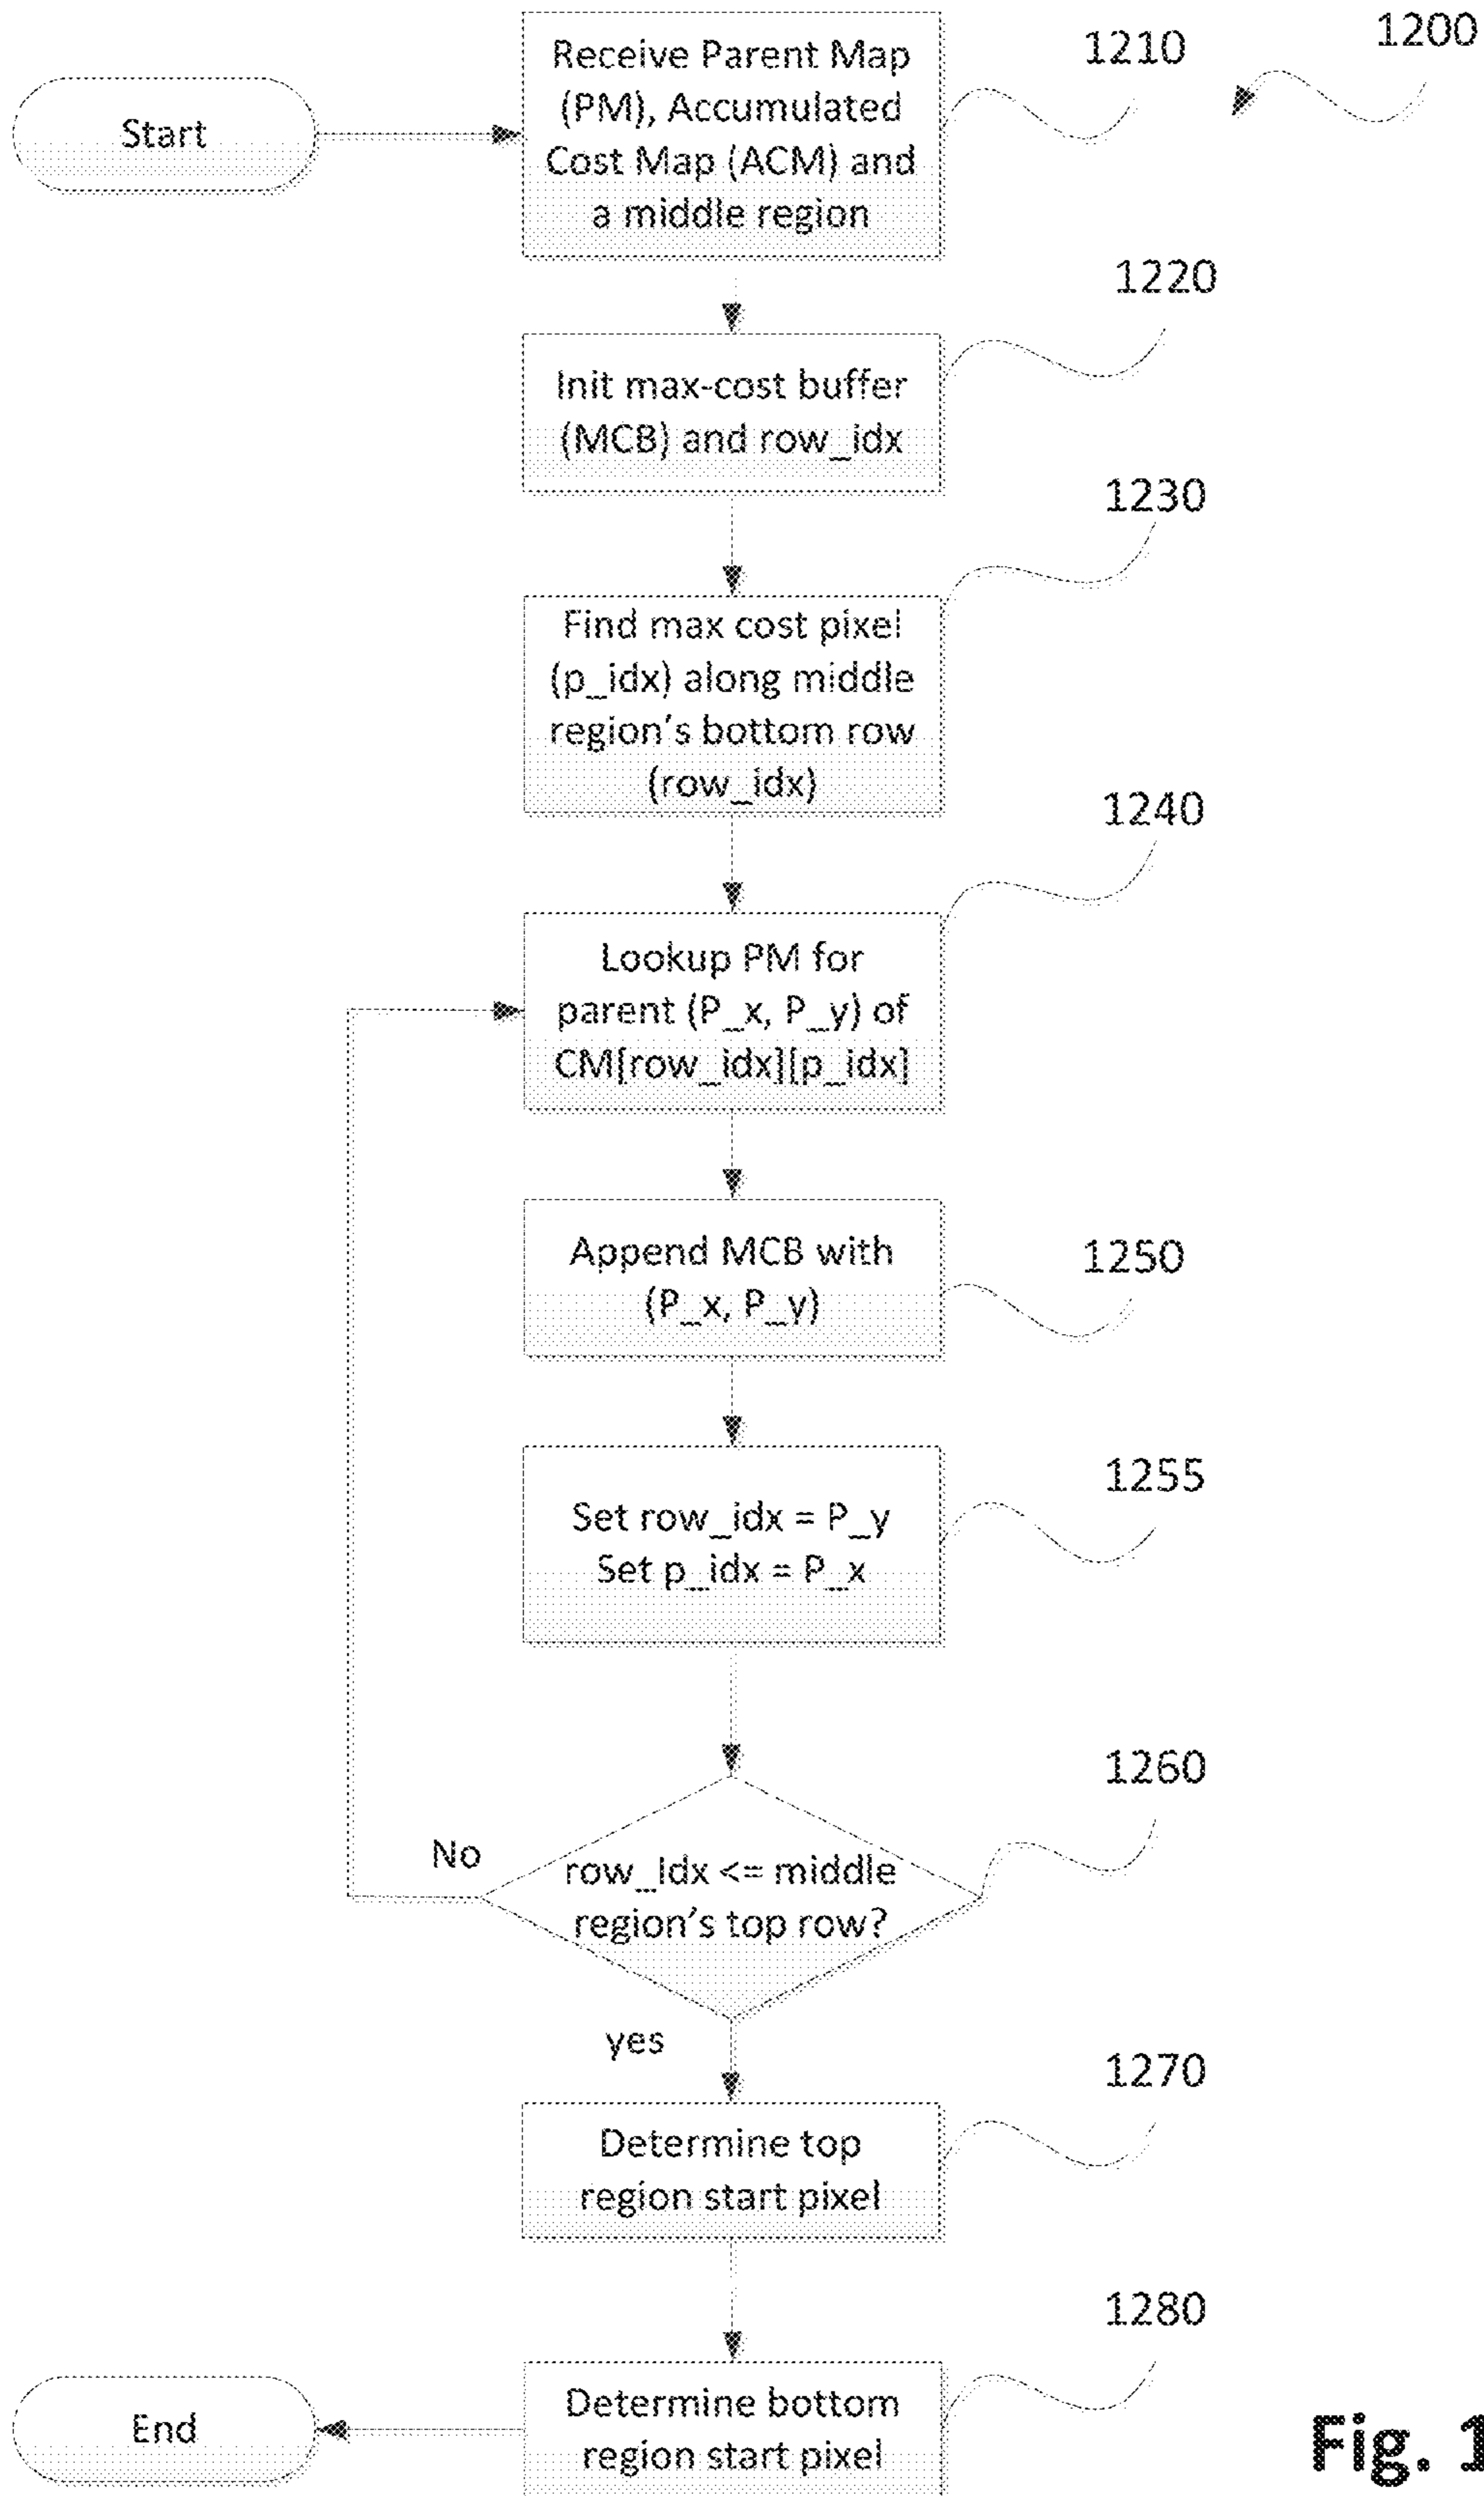 1200
Start
Receive Parent Map
(PM), Accumulated
Cost Map (ACM) and
a middle region
1210
Init max-cost buffer
(MCB) and row_idx
1220
Find max cost pixel
(p_idx) along middle
region's bottom row
(row_idx)
1230
Lookup PM for
parent (P_x, P_y) of
CM[row_idx][p_idx]
1240
Append MCB with
(P_x, P_y)
1250
Set row_idx = P_y
Set p_idx = P_x
1255
row_Idx <= middle
region's top row?
1260
No
yes
Determine top
region start pixel
1270
Determine bottom
region start pixel
1280
End
Fig. 1